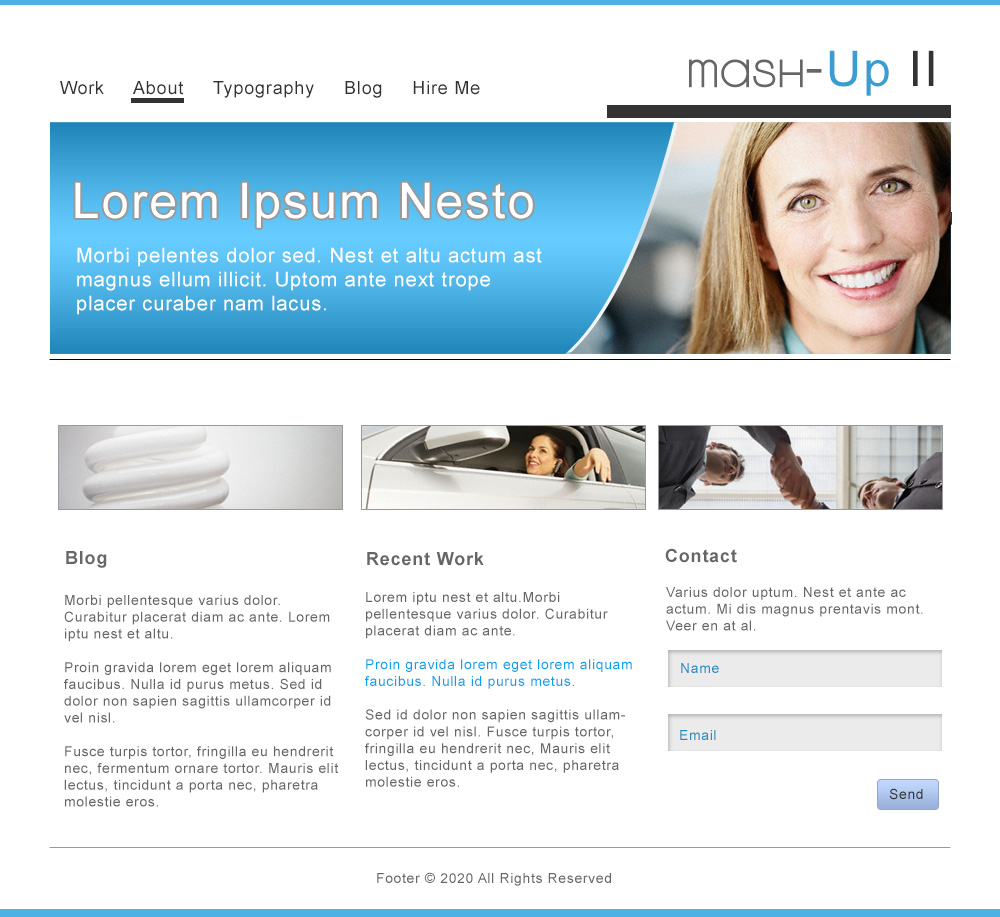 Work About Typography Blog Hire Me
mash-Up II
Lorem Ipsum Nesto
Morbi pelentes dolor sed. Nest et altu actum ast
magnus ellum illicit. Uptom ante next trope
placer curaber nam lacus.
Blog
Morbi pellentesque varius dolor.
Curabitur placerat diam ac ante. Lorem
iptu nest et altu.
Proin gravida lorem eget lorem aliquam
faucibus. Nulla id purus metus. Sed id
dolor non sapien sagittis ullamcorper id
vel nisl.
Fusce turpis tortor, fringilla eu hendrerit
nec, fermentum ornare tortor. Mauris elit
lectus, tincidunt a porta nec, pharetra
molestie eros.
Recent Work
Lorem iptu nest et altu.Morbi
pellentesque varius dolor. Curabitur
placerat diam ac ante.
Proin gravida lorem eget lorem aliquam
faucibus. Nulla id purus metus.
Sed id dolor non sapien sagittis ullam-
corper id vel nisl. Fusce turpis tortor,
fringilla eu hendrerit nec, Mauris elit
lectus, tincidunt a porta nec, pharetra
molestie eros.
Contact
Varius dolor uptum. Nest et ante ac
actum. Mi dis magnus prentavis mont.
Veer en at al.
Name
Email
Send
Footer © 2020 All Rights Reserved